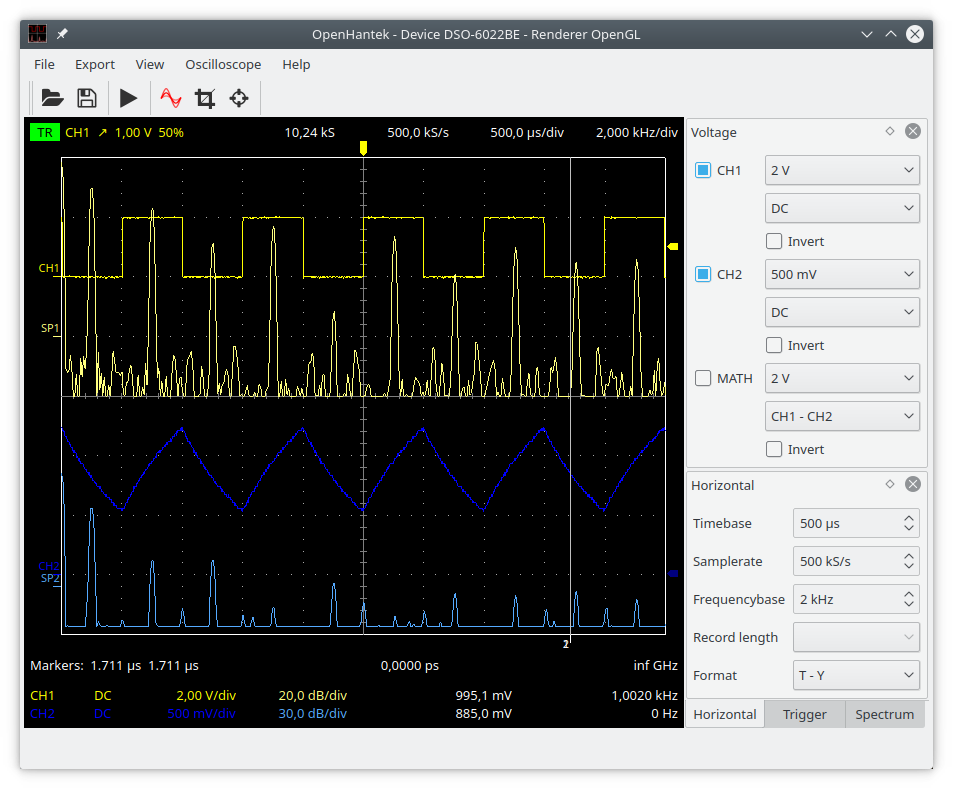 OpenHantek - Device DSO-6022BE - Renderer OpenGL
File Export View Oscilloscope Help
TR CH1 ↗ 1,00 V 50% 10,24 kS 500,0 kS/s 500,0 µs/div 2,000 kHz/div
CH1
SP1
CH2
SP2
2
Markers: 1.711 µs 1.711 µs 0,0000 ps inf GHz
CH1 DC 2,00 V/div 20,0 dB/div 995,1 mV 1,0020 kHz
CH2 DC 500 mV/div 30,0 dB/div 885,0 mV 0 Hz
Voltage
CH1 2 V
DC
Invert
CH2 500 mV
DC
Invert
MATH 2 V
CH1 - CH2
Invert
Horizontal
Timebase 500 µs
Samplerate 500 kS/s
Frequencybase 2 kHz
Record length
Format T - Y
Horizontal Trigger Spectrum